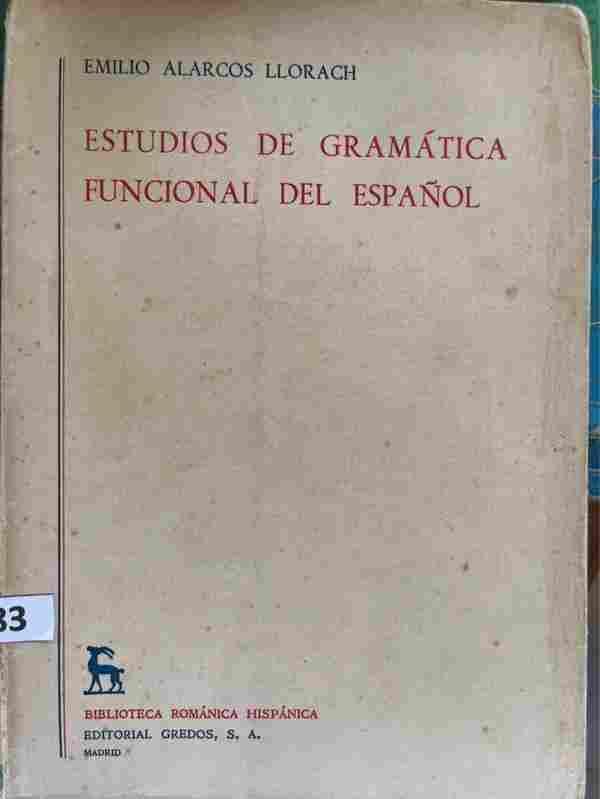 EMILIO ALARCOS LLORACH
ESTUDIOS DE GRAMÁTICA
FUNCIONAL DEL ESPAÑOL
33
BIBLIOTECA ROMÁNICA HISPÁNICA
EDITORIAL GREDOS, S. A.
MADRID